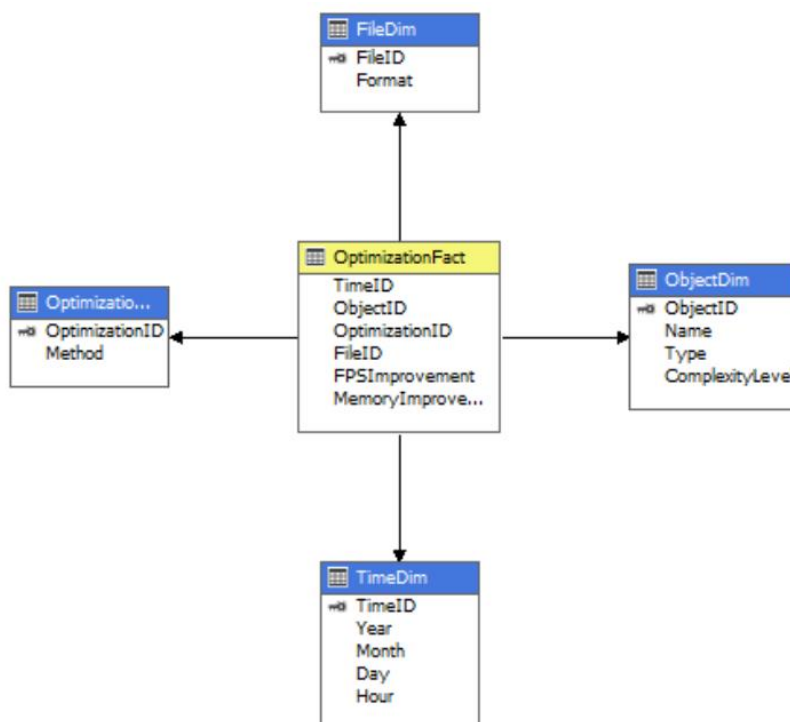 FileDim
FileID
Format
OptimizationFact
TimeID
ObjectID
OptimizationID
FileID
FPSImprovement
MemoryImprove...
Optimizatio...
OptimizationID
Method
ObjectDim
ObjectID
Name
Type
ComplexityLeve
TimeDim
TimeID
Year
Month
Day
Hour